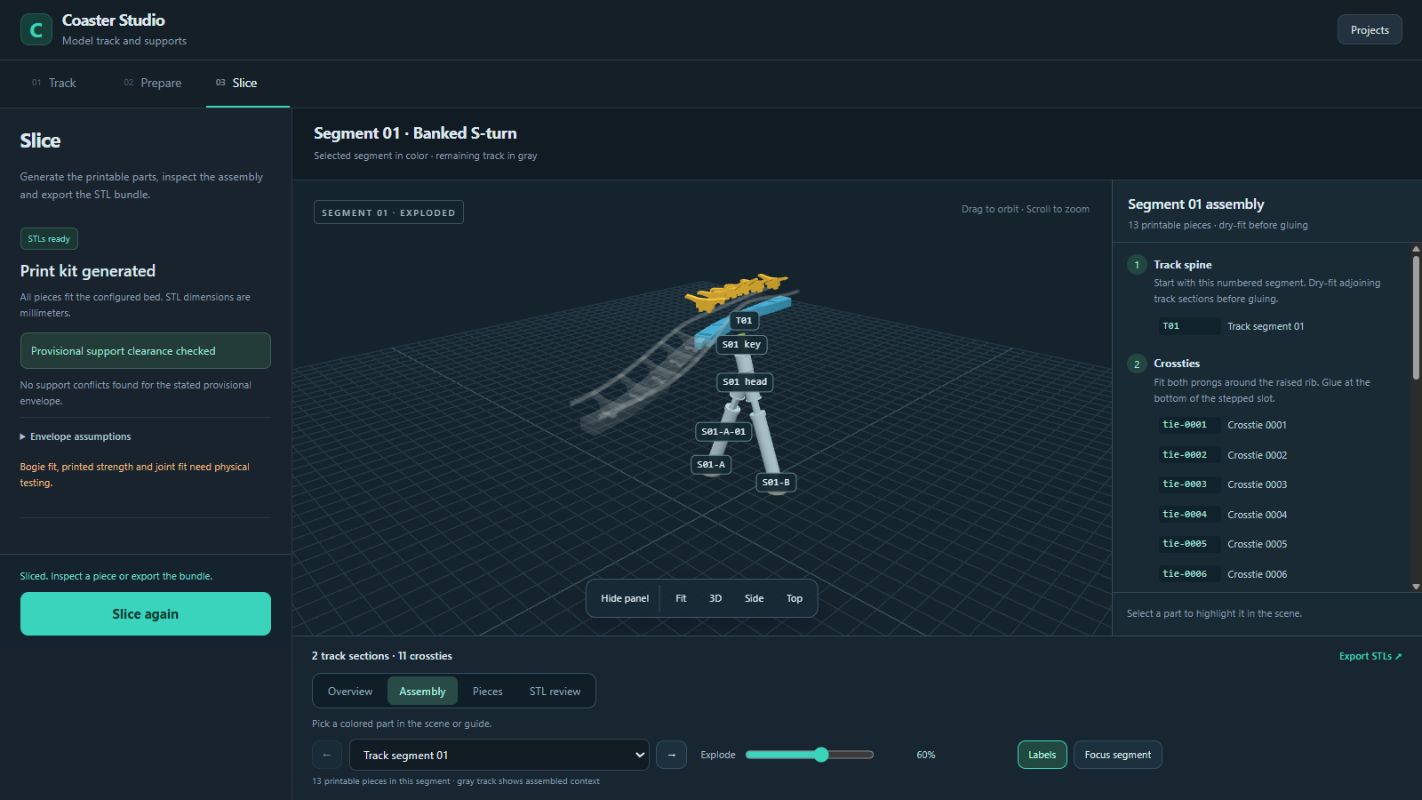 C
Coaster Studio
Model track and supports
Projects
01 Track
02 Prepare
03 Slice
Slice
Generate the printable parts, inspect the assembly
and export the STL bundle.
STLs ready
Print kit generated
All pieces fit the configured bed. STL dimensions are
millimeters.
Provisional support clearance checked
No support conflicts found for the stated provisional
envelope.
▶ Envelope assumptions
Bogie fit, printed strength and joint fit need physical
testing.
Sliced. Inspect a piece or export the bundle.
Slice again
Segment 01 · Banked S-turn
Selected segment in color · remaining track in gray
SEGMENT 01 · EXPLODED
Drag to orbit · Scroll to zoom
T01
S01 key
S01 head
S01-A-01
S01-A
S01-B
Hide panel
Fit
3D
Side
Top
Segment 01 assembly
13 printable pieces · dry-fit before gluing
1 Track spine
Start with this numbered segment. Dry-fit adjoining
track sections before gluing.
T01 Track segment 01
2 Crossties
Fit both prongs around the raised rib. Glue at the
bottom of the stepped slot.
tie-0001 Crosstie 0001
tie-0002 Crosstie 0002
tie-0003 Crosstie 0003
tie-0004 Crosstie 0004
tie-0005 Crosstie 0005
tie-0006 Crosstie 0006
Select a part to highlight it in the scene.
2 track sections · 11 crossties
Export STLs ↗
Overview
Assembly
Pieces
STL review
Pick a colored part in the scene or guide.
←
Track segment 01
→
Explode
60%
Labels
Focus segment
13 printable pieces in this segment · gray track shows assembled context